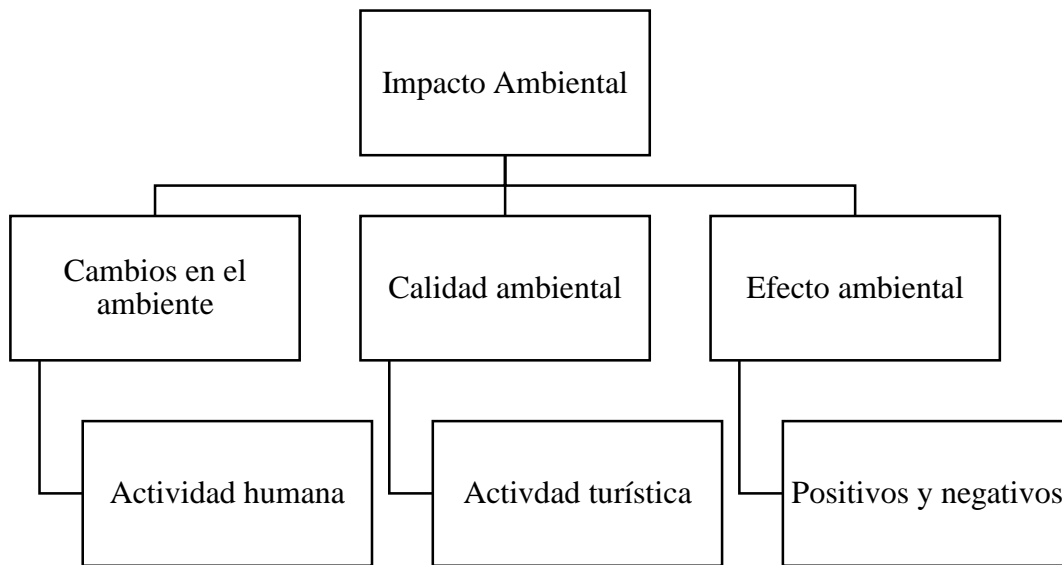 Impacto Ambiental
Cambios en el
ambiente
Calidad ambiental
Efecto ambiental
Actividad humana
Activdad turística
Positivos y negativos